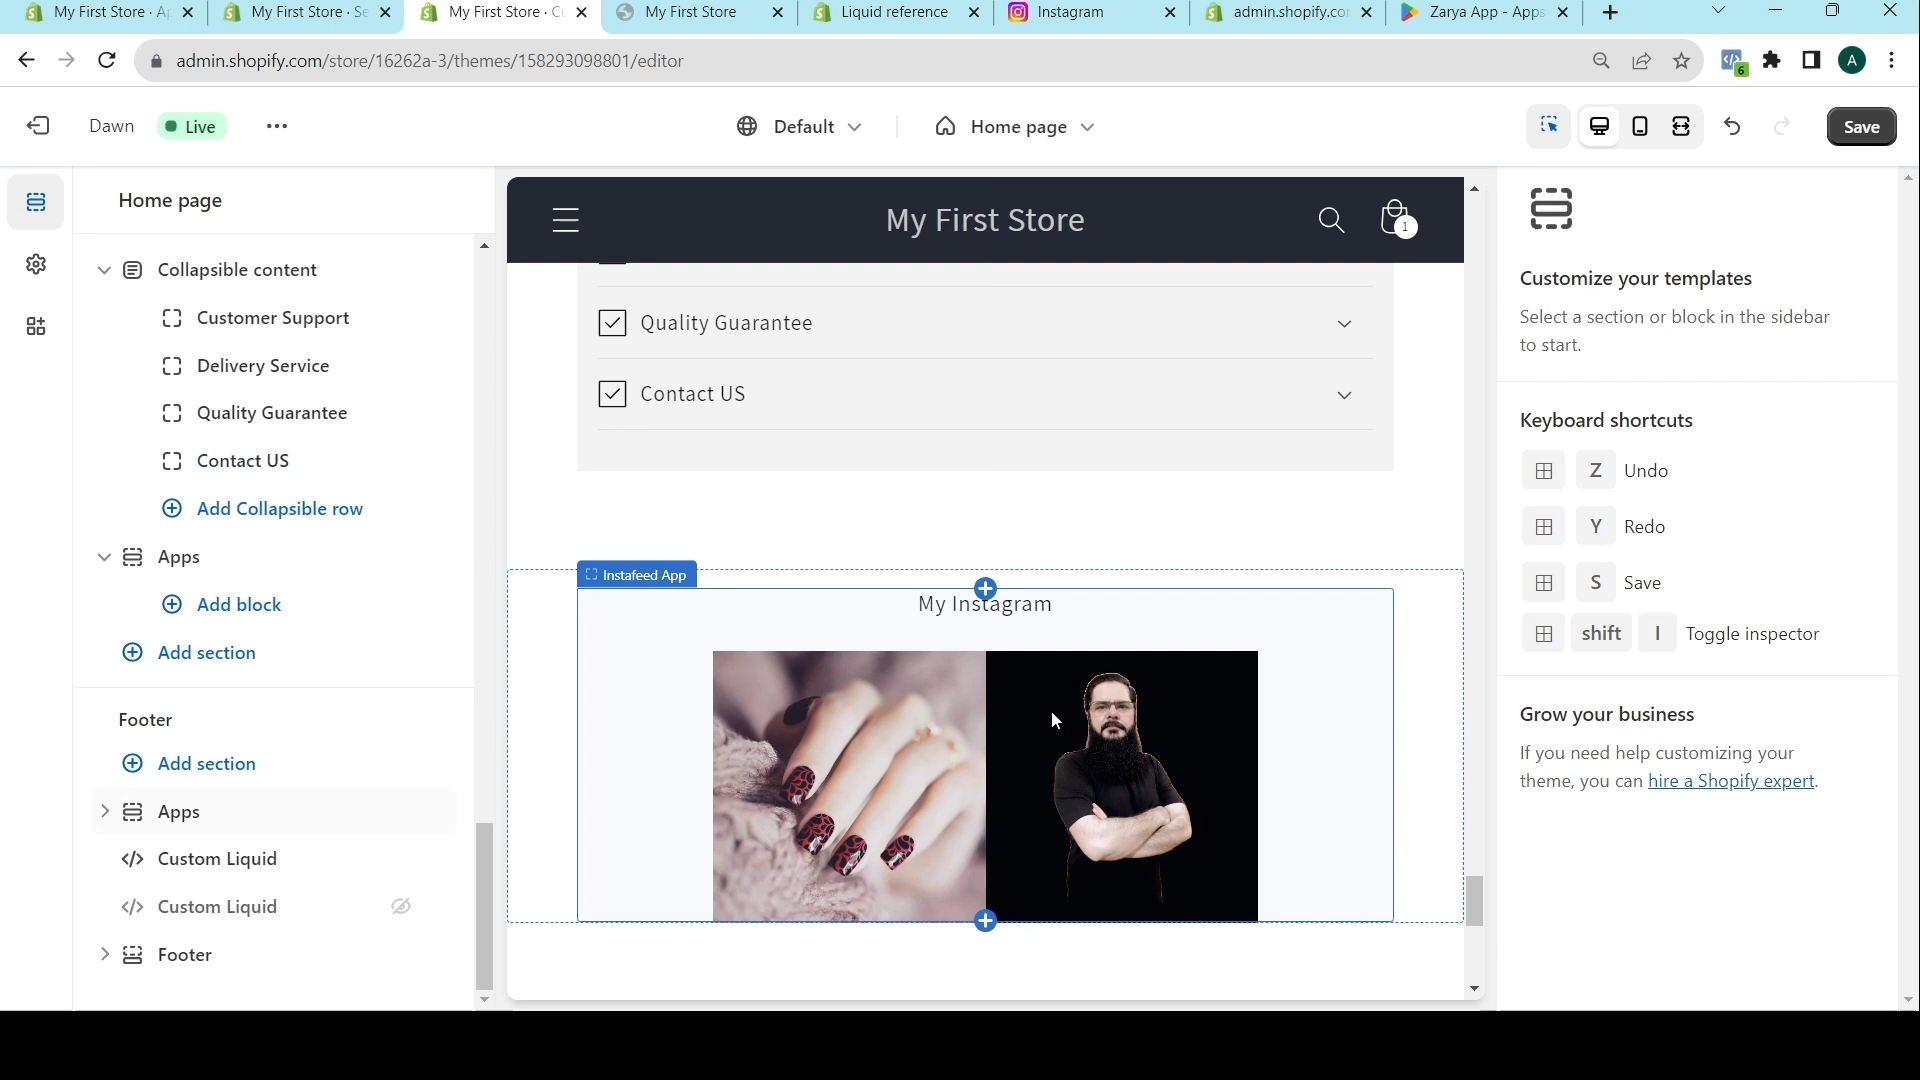 My First Store · A
My First Store · Se
My First Store · C
My First Store
Liquid reference
Instagram
admin.shopify.co
Zarya App - Apps
admin.shopify.com/store/16262a-3/themes/158293098801/editor
6
A
Dawn
Live
Default
Home page
Save
Home page
Collapsible content
Customer Support
Delivery Service
Quality Guarantee
Contact US
Add Collapsible row
Apps
Add block
Add section
Footer
Add section
Apps
Custom Liquid
Custom Liquid
Footer
My First Store
1
Quality Guarantee
Contact US
Instafeed App
My Instagram
Customize your templates
Select a section or block in the sidebar
to start.
Keyboard shortcuts
Z Undo
Y Redo
S Save
shift I Toggle inspector
Grow your business
If you need help customizing your
theme, you can hire a Shopify expert.